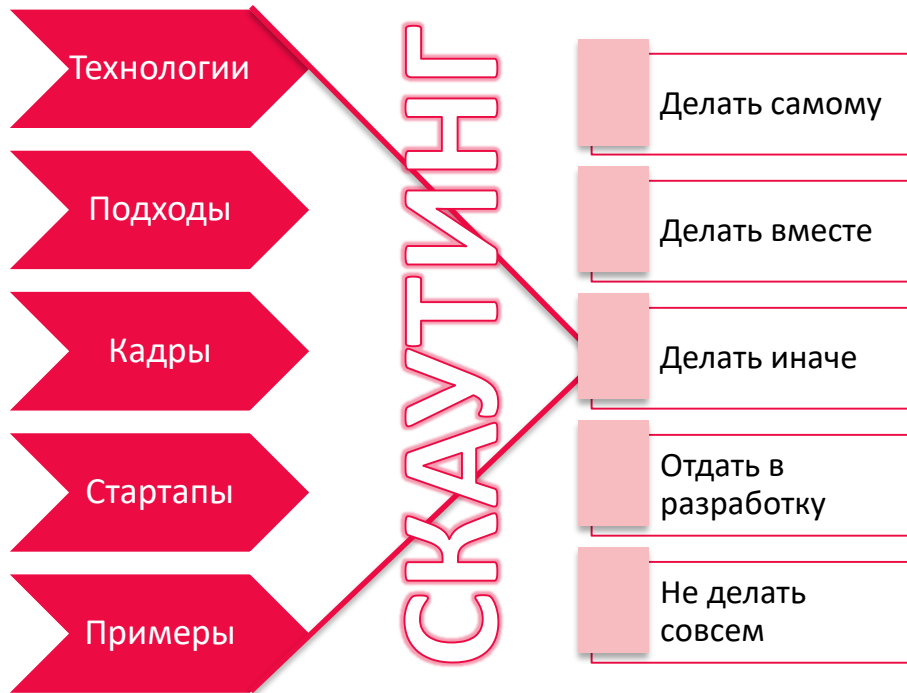 Технологии
Подходы
Кадры
Стартапы
Примеры
СКАУТИНГ
Делать самому
Делать вместе
Делать иначе
Отдать в
разработку
Не делать
совсем